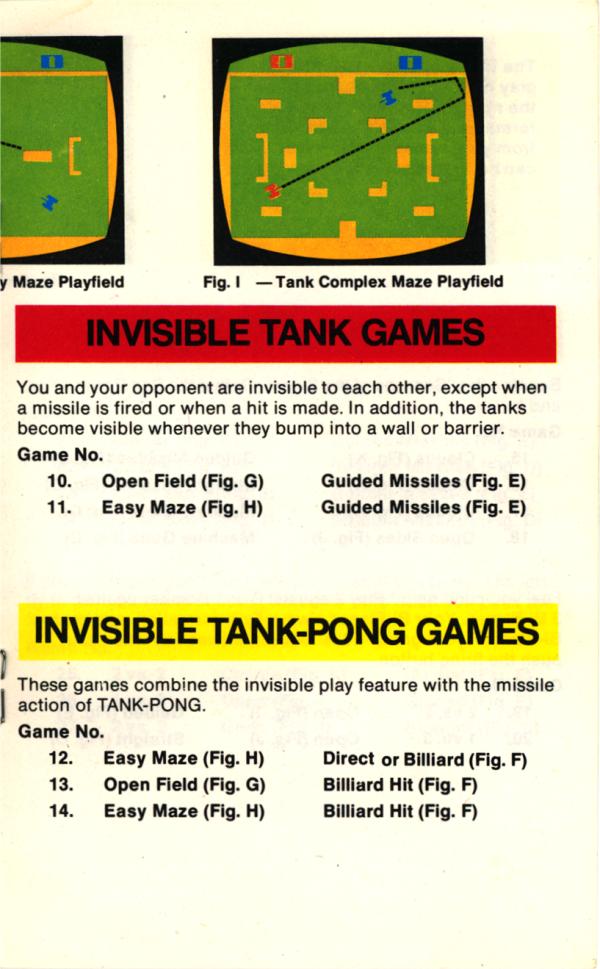 y Maze Playfield
Fig. I — Tank Complex Maze Playfield
INVISIBLE TANK GAMES
You and your opponent are invisible to each other, except when
a missile is fired or when a hit is made. In addition, the tanks
become visible whenever they bump into a wall or barrier.
Game No.
10. Open Field (Fig. G) Guided Missiles (Fig. E)
11. Easy Maze (Fig. H) Guided Missiles (Fig. E)
INVISIBLE TANK-PONG GAMES
These games combine the invisible play feature with the missile
action of TANK-PONG.
Game No.
12. Easy Maze (Fig. H) Direct or Billiard (Fig. F)
13. Open Field (Fig. G) Billiard Hit (Fig. F)
14. Easy Maze (Fig. H) Billiard Hit (Fig. F)